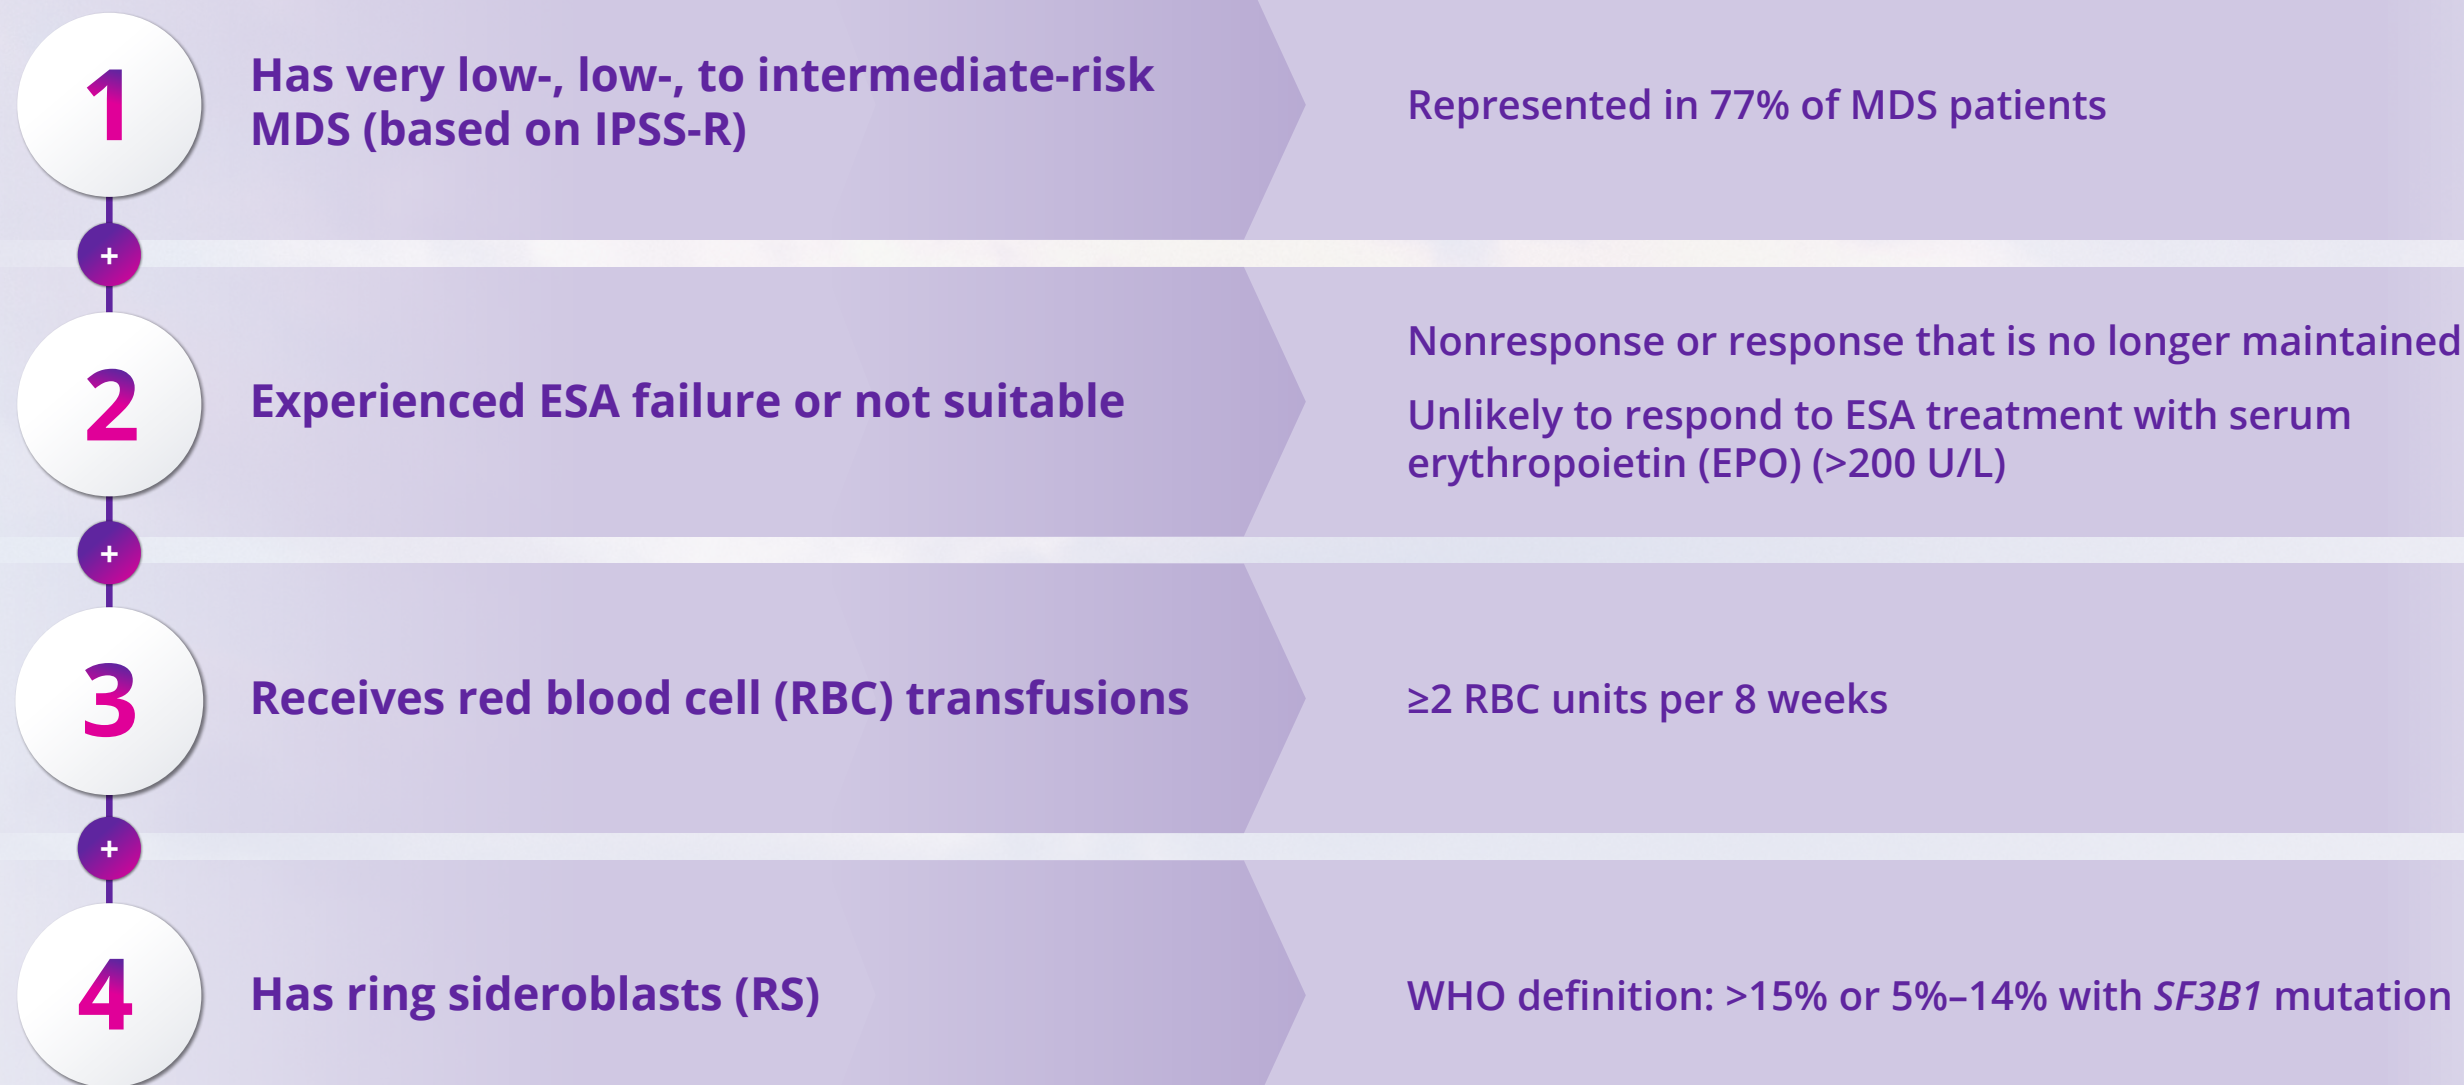 1
Has very low-, low-, to intermediate-risk
MDS (based on IPSS-R)
Represented in 77% of MDS patients
+
2
Experienced ESA failure or not suitable
Nonresponse or response that is no longer maintained
Unlikely to respond to ESA treatment with serum
erythropoietin (EPO) (>200 U/L)
+
3
Receives red blood cell (RBC) transfusions
≥2 RBC units per 8 weeks
+
4
Has ring sideroblasts (RS)
WHO definition: >15% or 5%–14% with SF3B1 mutation